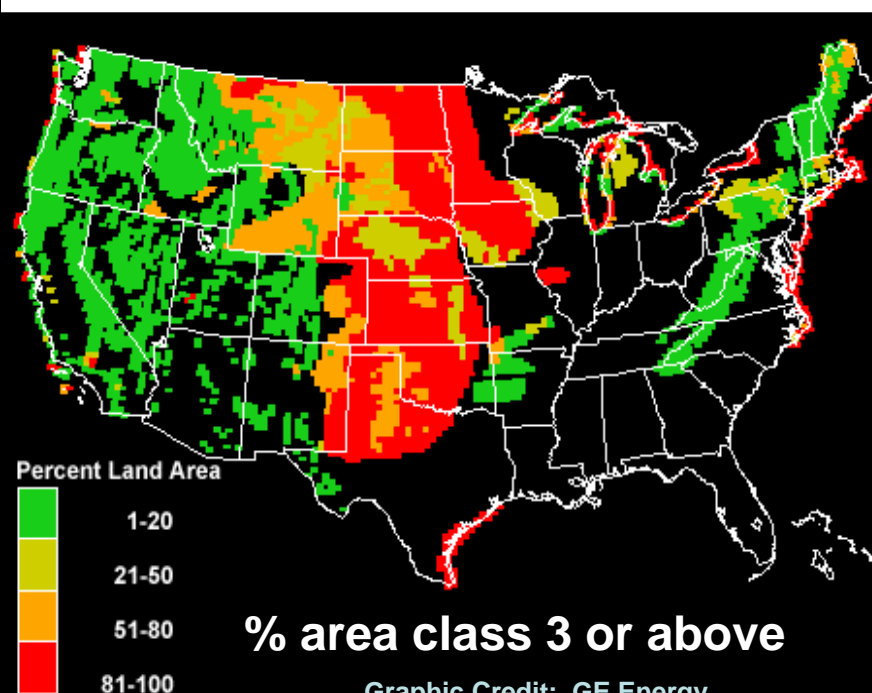 Percent Land Area
1-20
21-50
51-80
81-100
% area class 3 or above
Graphic Credit: GE Energy